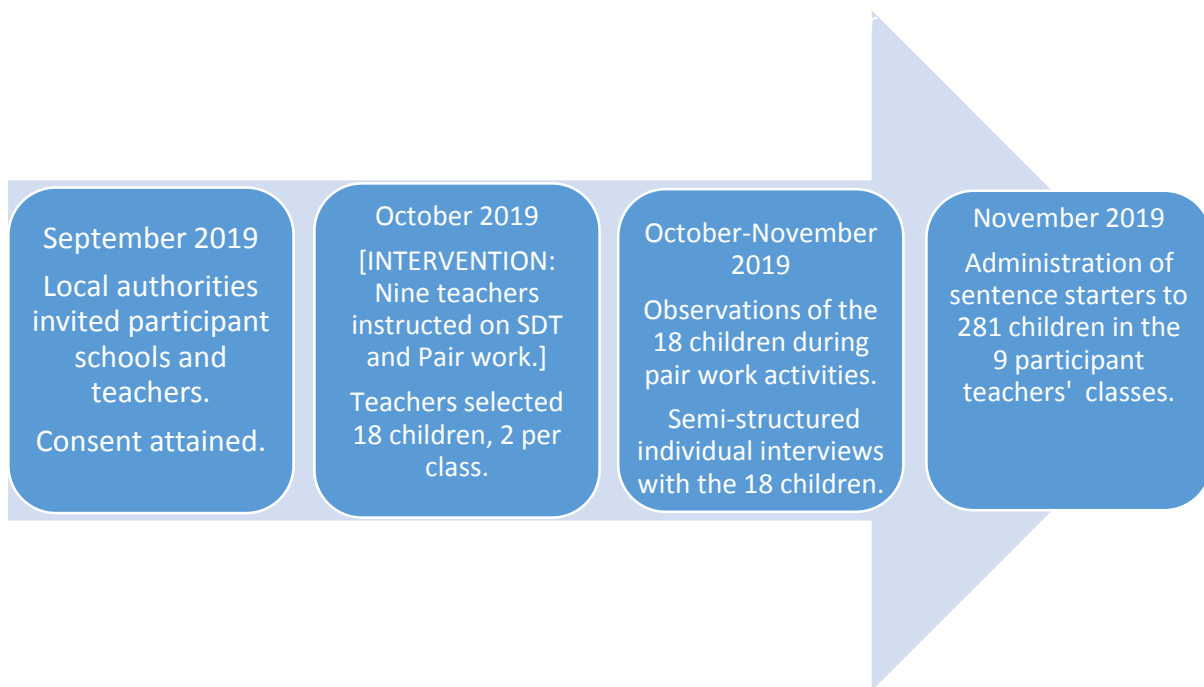 September 2019
Local authorities
invited participant
schools and
teachers.
Consent attained.
October 2019
[INTERVENTION:
Nine teachers
instructed on SDT
and Pair work.]
Teachers selected
18 children, 2 per
class.
October-November
2019
Observations of the
18 children during
pair work activities.
Semi-structured
individual interviews
with the 18 children.
November 2019
Administration of
sentence starters to
281 children in the
9 participant
teachers' classes.